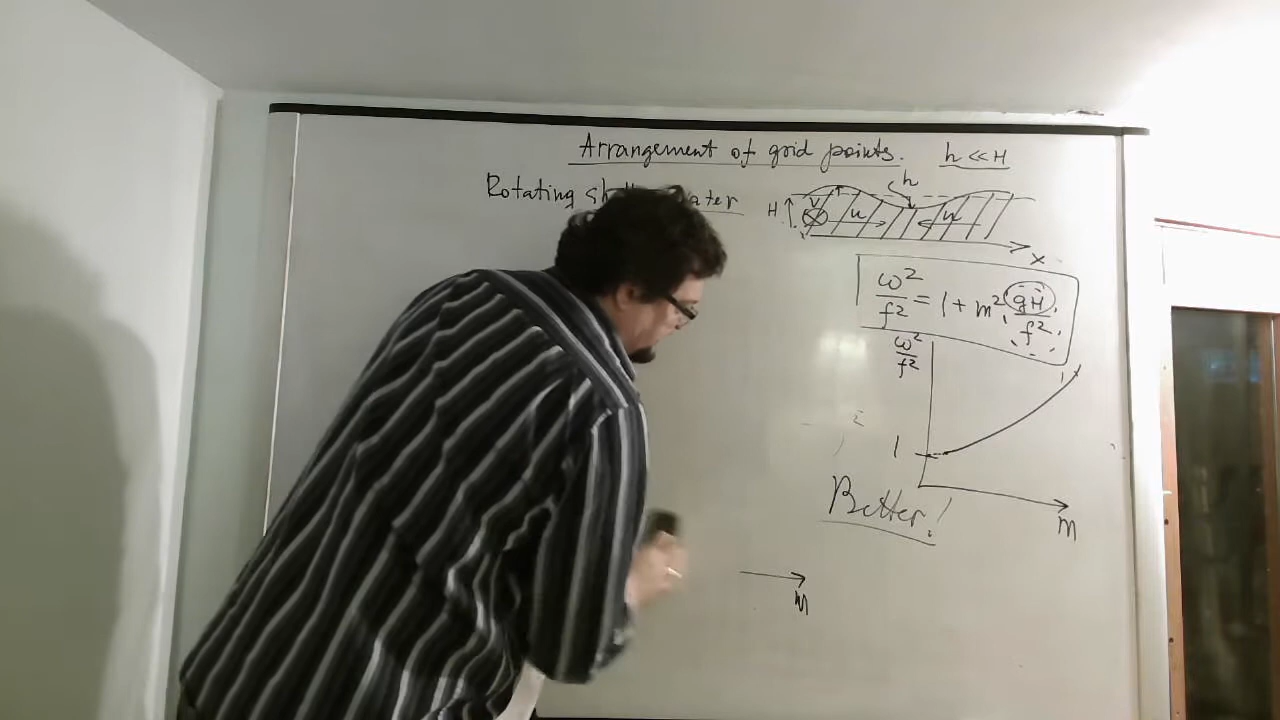 Arrangement of grid points. h << H
Rotating sh ater
h
H v u u
x
ω²/f² = 1 + m² gH/f²
ω²/f²
1
m
Better!
m